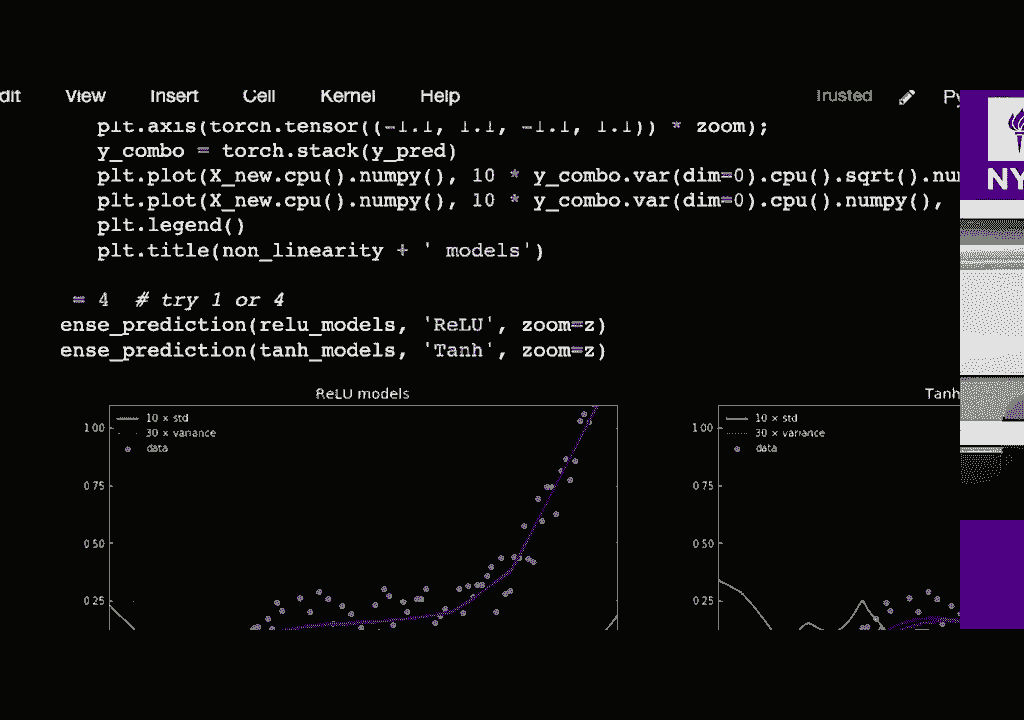 dit View Insert Cell Kernel Help Trusted Py
plt.axis(torch.tensor((-1.1, 1.1, -1.1, 1.1)) * zoom);
y_combo = torch.stack(y_pred)
plt.plot(X_new.cpu().numpy(), 10 * y_combo.var(dim=0).cpu().sqrt().num
plt.plot(X_new.cpu().numpy(), 10 * y_combo.var(dim=0).cpu().numpy(),
plt.legend()
plt.title(non_linearity + ' models')
= 4 # try 1 or 4
ense_prediction(relu_models, 'ReLU', zoom=z)
ense_prediction(tanh_models, 'Tanh', zoom=z)
ReLU models
10 × std
30 × variance
data
1 00
0 75
0 50
0 25
Tanh
10 × std
30 × variance
data
1 00
0 75
0 50
0 25
NY